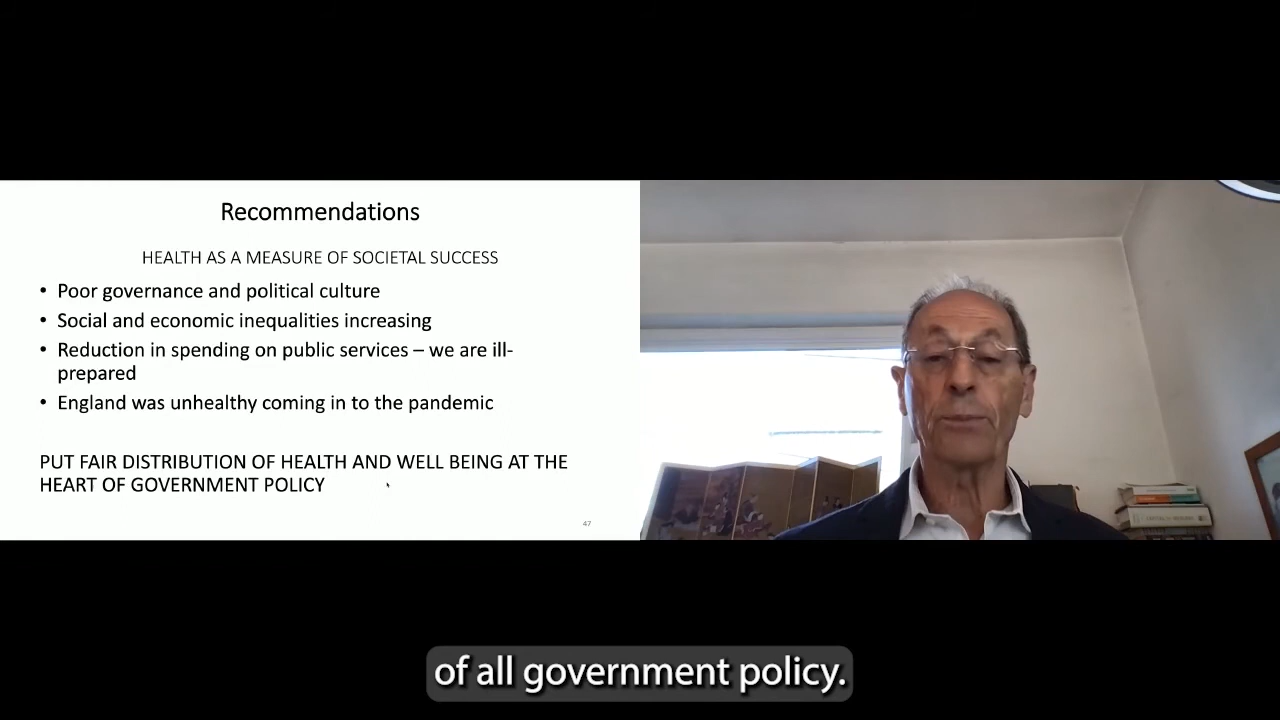 Recommendations
HEALTH AS A MEASURE OF SOCIETAL SUCCESS
• Poor governance and political culture
• Social and economic inequalities increasing
• Reduction in spending on public services – we are ill-
prepared
• England was unhealthy coming in to the pandemic
PUT FAIR DISTRIBUTION OF HEALTH AND WELL BEING AT THE
HEART OF GOVERNMENT POLICY
47
of all government policy.